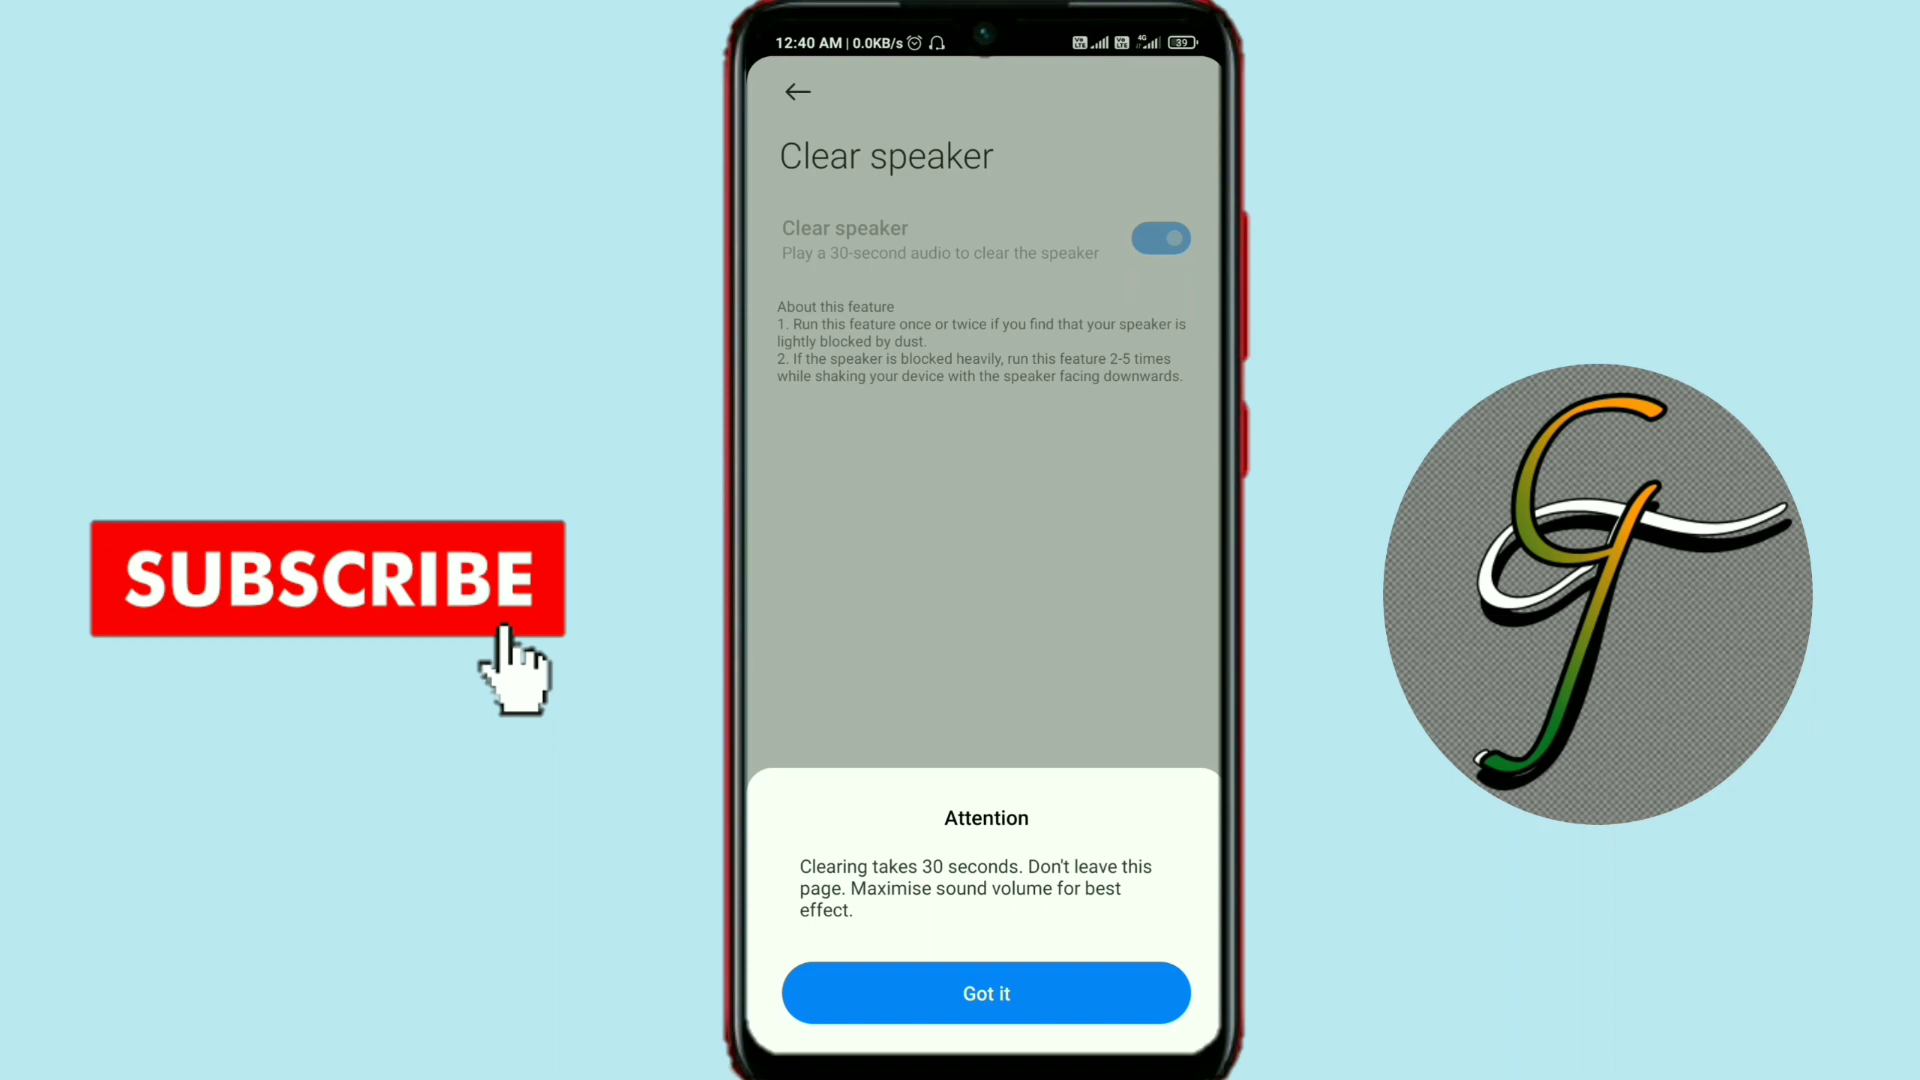 12:40 AM | 0.0KB/s
39
Clear speaker
Clear speaker
Play a 30-second audio to clear the speaker
About this feature
1. Run this feature once or twice if you find that your speaker is
lightly blocked by dust.
2. If the speaker is blocked heavily, run this feature 2-5 times
while shaking your device with the speaker facing downwards.
SUBSCRIBE
Attention
Clearing takes 30 seconds. Don't leave this
page. Maximise sound volume for best
effect.
Got it